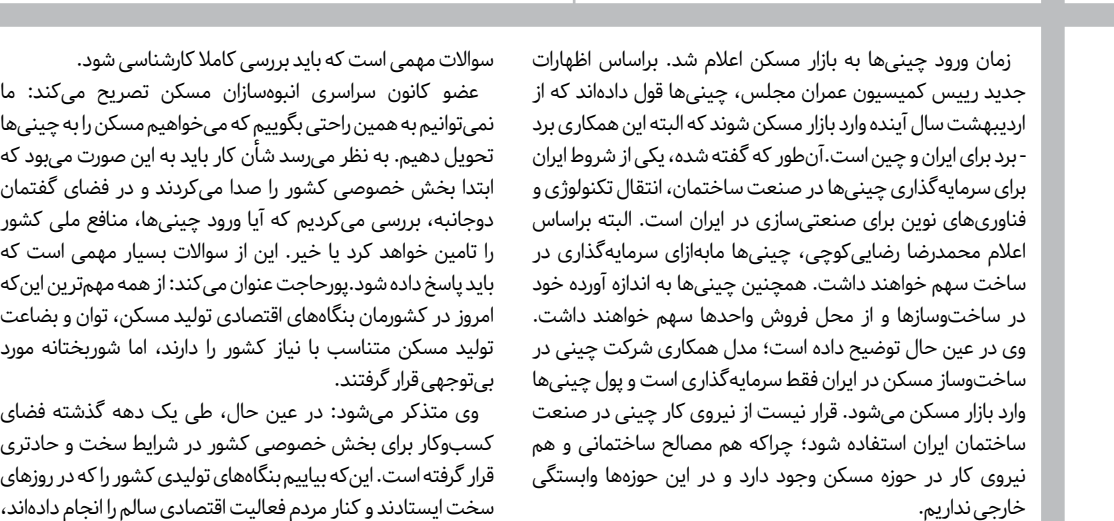 زمان ورود چینی‌ها به بازار مسکن اعلام شد. براساس اظهارات
جدید رییس کمیسیون عمران مجلس، چینی‌ها قول داده‌اند که از
اردیبهشت سال آینده وارد بازار مسکن شوند که البته این همکاری برد
- برد برای ایران و چین است.آن‌طور که گفته شده، یکی از شروط ایران
برای سرمایه‌گذاری چینی‌ها در صنعت ساختمان، انتقال تکنولوژی و
فناوری‌های نوین برای صنعتی‌سازی در ایران است. البته براساس
اعلام محمدرضا رضایی‌کوچی، چینی‌ها مابه‌ازای سرمایه‌گذاری در
ساخت سهم خواهند داشت. همچنین چینی‌ها به اندازه آورده خود
در ساخت‌وسازها و از محل فروش واحدها سهم خواهند داشت.
وی در عین حال توضیح داده است؛ مدل همکاری شرکت چینی در
ساخت‌وساز مسکن در ایران فقط سرمایه‌گذاری است و پول چینی‌ها
وارد بازار مسکن می‌شود. قرار نیست از نیروی کار چینی در صنعت
ساختمان ایران استفاده شود؛ چراکه هم مصالح ساختمانی و هم
نیروی کار در حوزه مسکن وجود دارد و در این حوزه‌ها وابستگی
خارجی نداریم.
سوالات مهمی است که باید بررسی کاملا کارشناسی شود.
عضو کانون سراسری انبوه‌سازان مسکن تصریح می‌کند: ما
نمی‌توانیم به همین راحتی بگوییم که می‌خواهیم مسکن را به چینی‌ها
تحویل دهیم. به نظر می‌رسد شأن کار باید به این صورت می‌بود که
ابتدا بخش خصوصی کشور را صدا می‌کردند و در فضای گفتمان
دوجانبه، بررسی می‌کردیم که آیا ورود چینی‌ها، منافع ملی کشور
را تامین خواهد کرد یا خیر. این از سوالات بسیار مهمی است که
باید پاسخ داده شود.پورحاجت عنوان می‌کند: از همه مهم‌ترین این‌که
امروز در کشورمان بنگاه‌های اقتصادی تولید مسکن، توان و بضاعت
تولید مسکن متناسب با نیاز کشور را دارند، اما شوربختانه مورد
بی‌توجهی قرار گرفتند.
وی متذکر می‌شود: در عین حال، طی یک دهه گذشته فضای
کسب‌وکار برای بخش خصوصی کشور در شرایط سخت و حادتری
قرار گرفته است. این‌که بیاییم بنگاه‌های تولیدی کشور را که در روزهای
سخت ایستادند و کنار مردم فعالیت اقتصادی سالم را انجام داده‌اند،